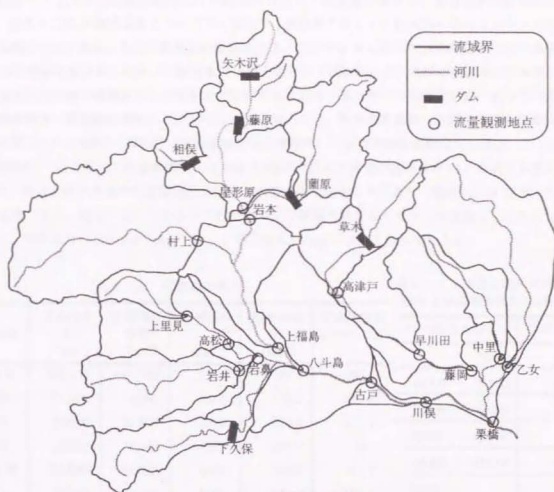 流域界
河川
ダム
流量観測地点
矢木沢
藤原
相俣
薗原
屋形原
岩本
草木
村上
高津戸
上里見
高松
上福島
早川田
中里
岩井
岩鼻
八斗島
藤岡
乙女
古戸
川俣
栗橋
下久保